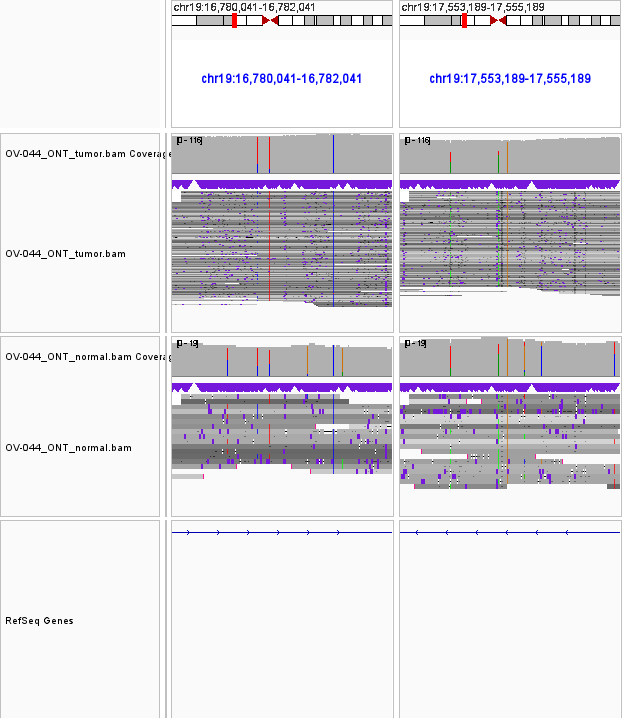 chr19:16,780,041-16,782,041
chr19:17,553,189-17,555,189
chr19:16,780,041-16,782,041
chr19:17,553,189-17,555,189
OV-044_ONT_tumor.bam Coverage
[0 - 116]
[0 - 116]
OV-044_ONT_tumor.bam
OV-044_ONT_normal.bam Coverag
[0 - 19]
[0 - 19]
OV-044_ONT_normal.bam
RefSeq Genes